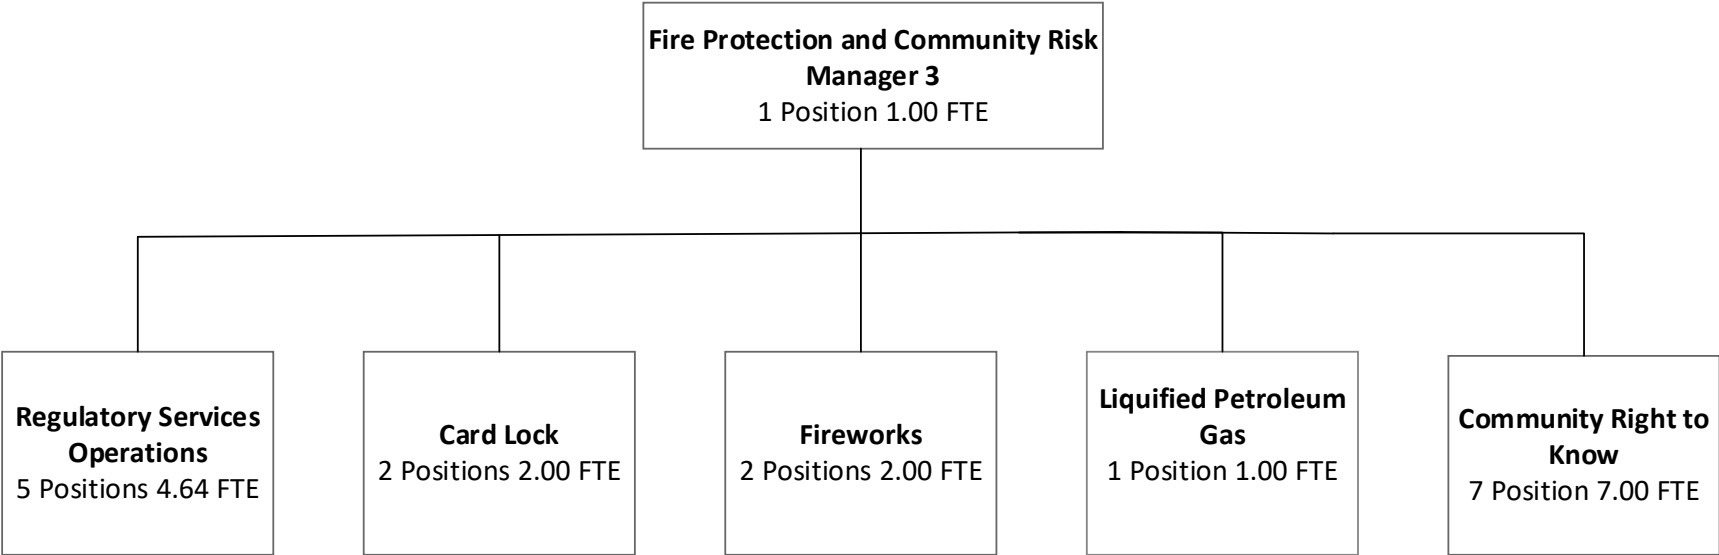 Fire Protection and Community Risk
Manager 3
1 Position 1.00 FTE
Regulatory Services
Operations
5 Positions 4.64 FTE
Card Lock
2 Positions 2.00 FTE
Fireworks
2 Positions 2.00 FTE
Liquified Petroleum
Gas
1 Position 1.00 FTE
Community Right to
Know
7 Position 7.00 FTE